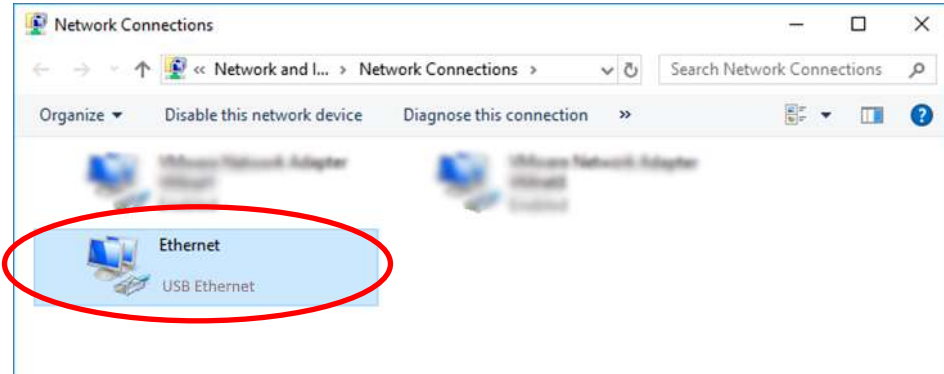 Network Connections
« Network and I... › Network Connections ›
Search Network Connections
Organize
Disable this network device
Diagnose this connection
»
?
Ethernet
USB Ethernet